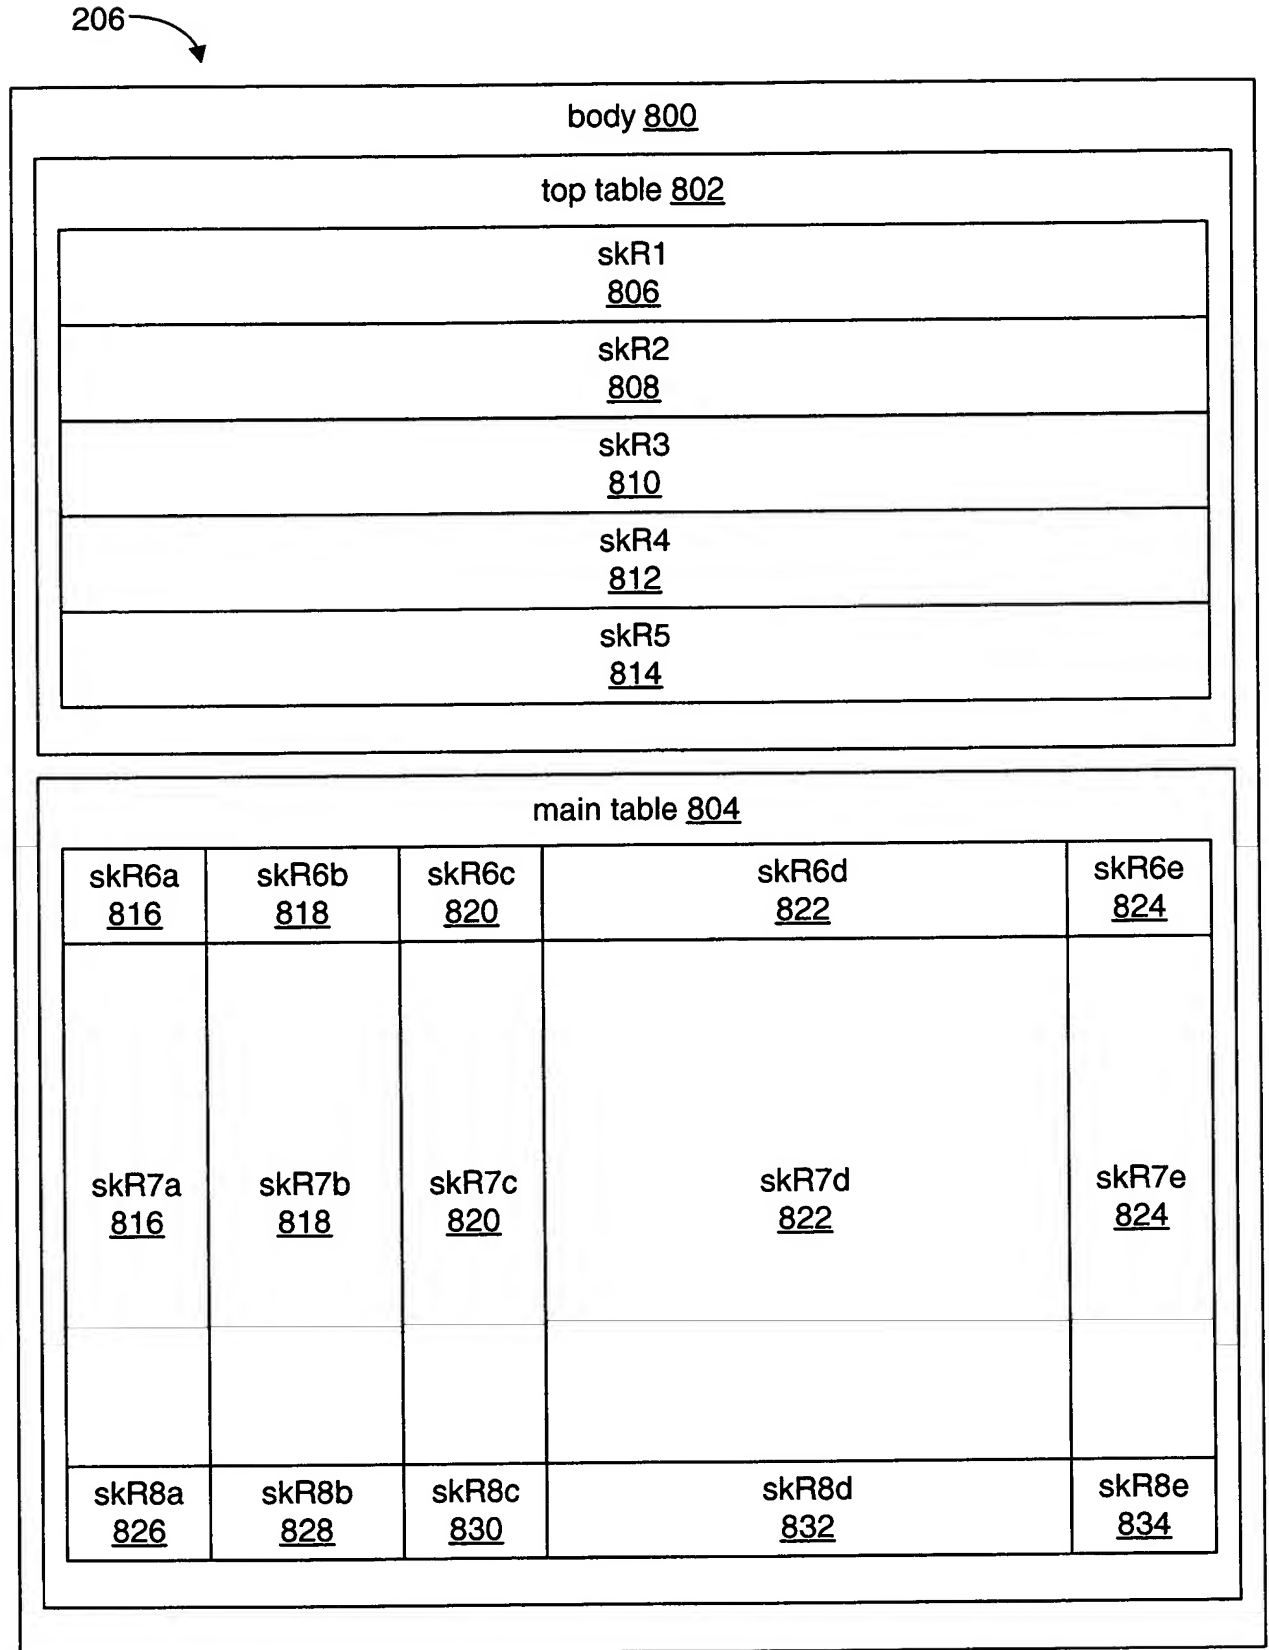 206
body 800
top table 802
skR1
806
skR2
808
skR3
810
skR4
812
skR5
814
main table 804
skR6a
816
skR6b
818
skR6c
820
skR6d
822
skR6e
824
skR7a
816
skR7b
818
skR7c
820
skR7d
822
skR7e
824
skR8a
826
skR8b
828
skR8c
830
skR8d
832
skR8e
834